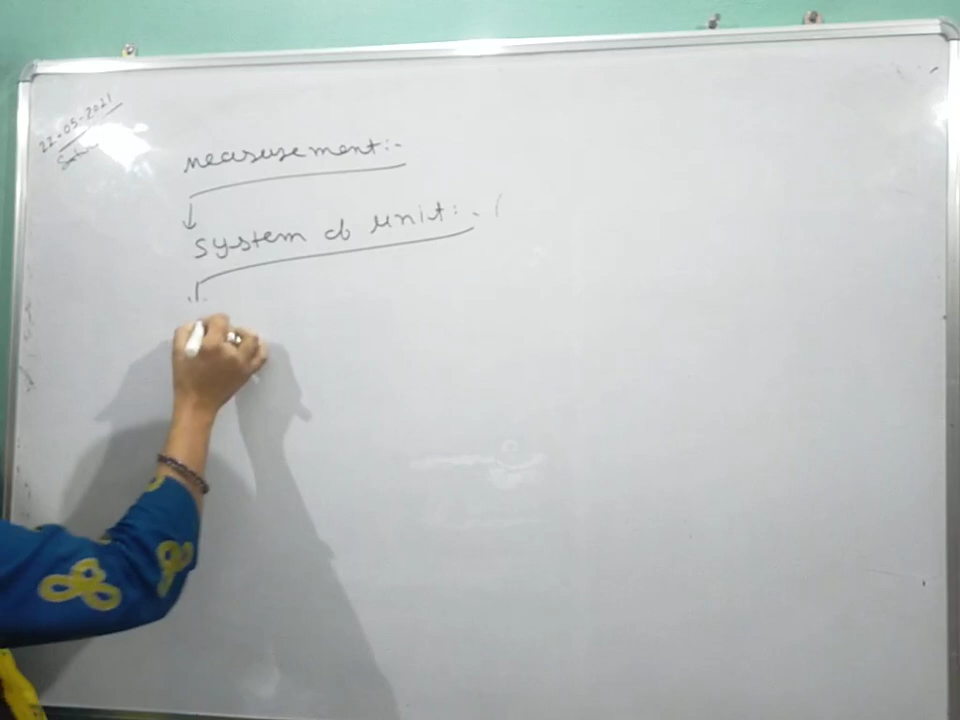 22-05-2021
measurement:-
system of unit:-(